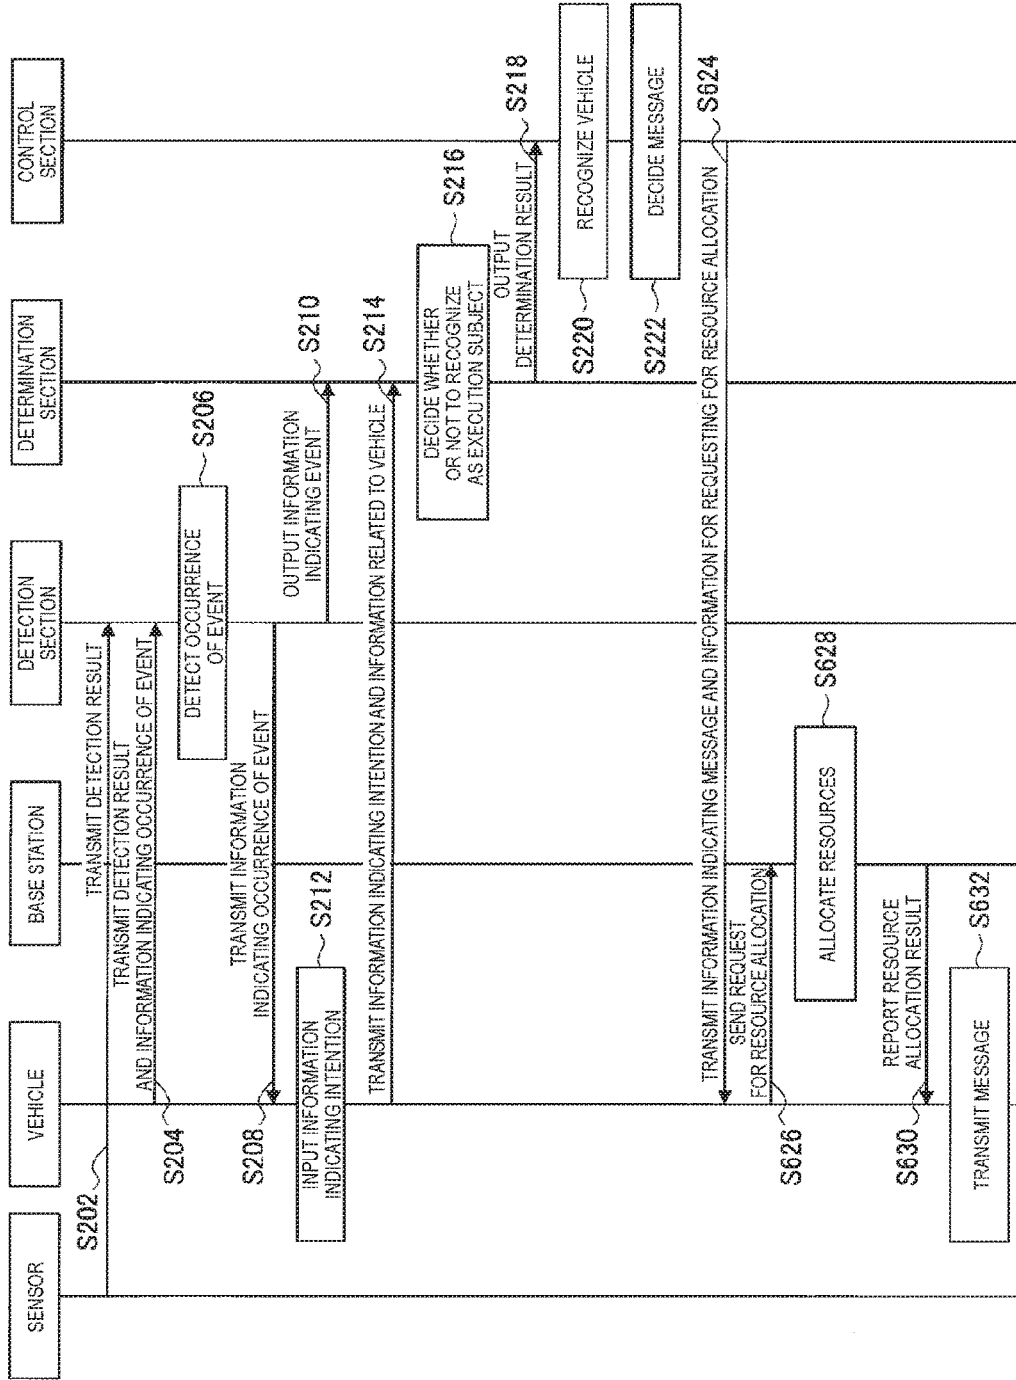 SENSOR
VEHICLE
BASE STATION
DETECTION
SECTION
DETERMINATION
SECTION
CONTROL
SECTION
S202
TRANSMIT DETECTION RESULT
TRANSMIT DETECTION RESULT
AND INFORMATION INDICATING OCCURRENCE OF EVENT
S204
DETECT OCCURRENCE
OF EVENT
S206
TRANSMIT INFORMATION
INDICATING OCCURRENCE OF EVENT
S208
OUTPUT INFORMATION
INDICATING EVENT
S210
INPUT INFORMATION
INDICATING INTENTION
S212
TRANSMIT INFORMATION INDICATING INTENTION AND INFORMATION RELATED TO VEHICLE
S214
DECIDE WHETHER
OR NOT TO RECOGNIZE
AS EXECUTION SUBJECT
S216
OUTPUT
DETERMINATION RESULT
S218
RECOGNIZE VEHICLE
S220
DECIDE MESSAGE
S222
TRANSMIT INFORMATION INDICATING MESSAGE AND INFORMATION FOR REQUESTING FOR RESOURCE ALLOCATION
S624
SEND REQUEST
FOR RESOURCE ALLOCATION
S626
ALLOCATE RESOURCES
S628
REPORT RESOURCE
ALLOCATION RESULT
S630
TRANSMIT MESSAGE
S632